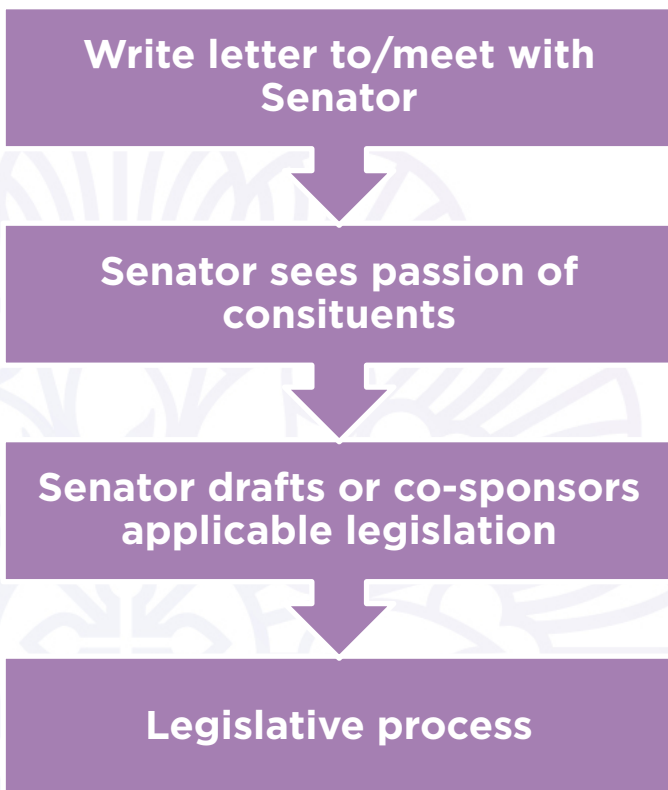 Write letter to/meet with
Senator
Senator sees passion of
consituents
Senator drafts or co-sponsors
applicable legislation
Legislative process